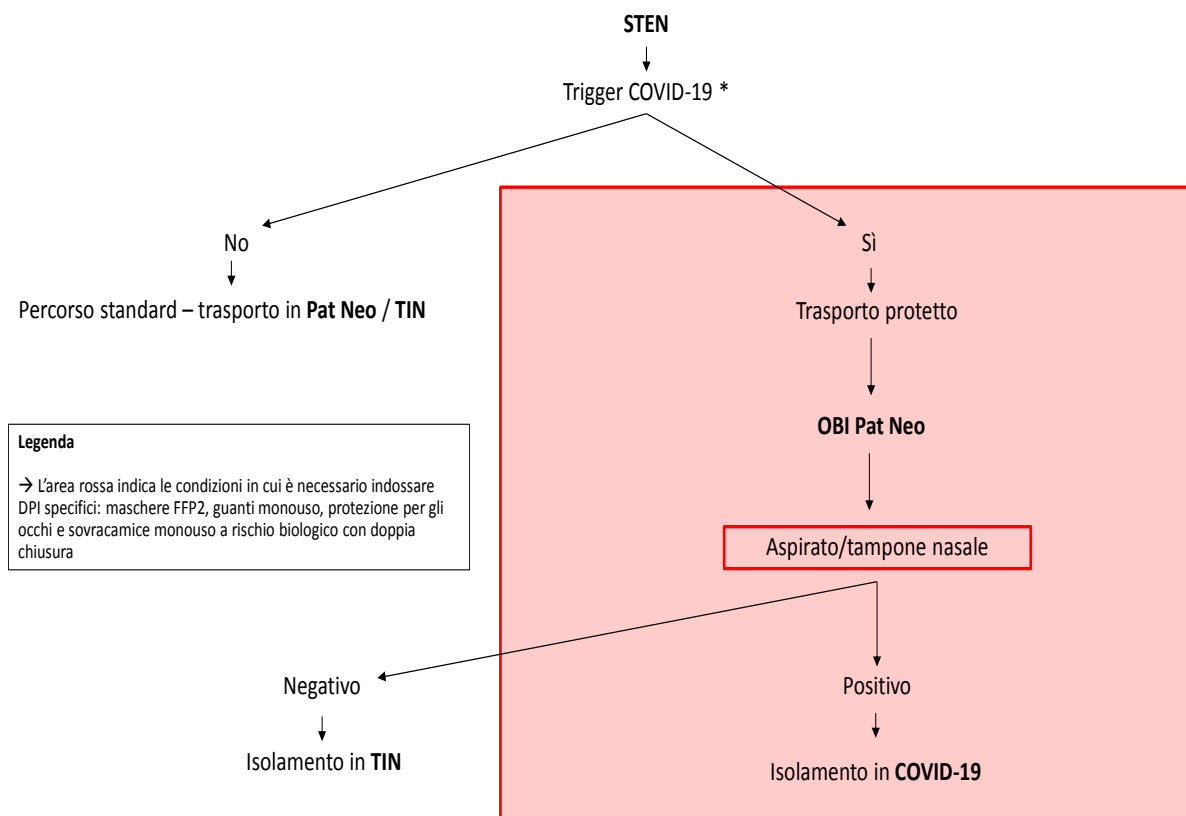 STEN
Trigger COVID-19 *
No
Sì
Percorso standard – trasporto in Pat Neo / TIN
Trasporto protetto
OBI Pat Neo
Legenda
→ L'area rossa indica le condizioni in cui è necessario indossare
DPI specifici: maschere FFP2, guanti monouso, protezione per gli
occhi e sovracamice monouso a rischio biologico con doppia
chiusura
Aspirato/tampone nasale
Negativo
Positivo
Isolamento in TIN
Isolamento in COVID-19